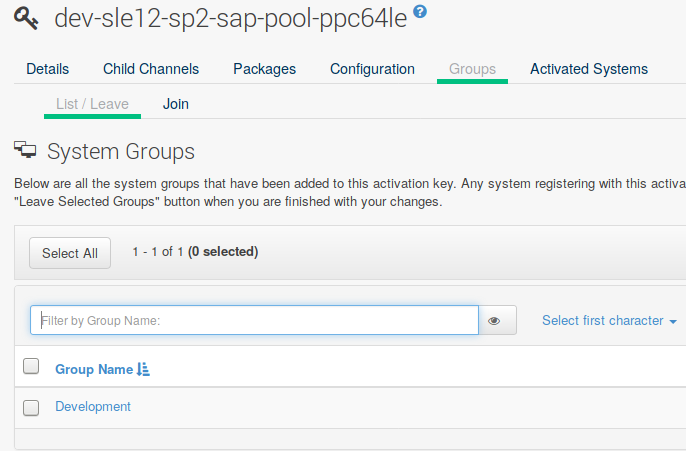 dev-sle12-sp2-sap-pool-ppc64le ?
Details Child Channels Packages Configuration Groups Activated Systems
List / Leave Join
System Groups
Below are all the system groups that have been added to this activation key. Any system registering with this activa
"Leave Selected Groups" button when you are finished with your changes.
Select All 1 - 1 of 1 (0 selected)
Filter by Group Name: Select first character
Group Name
Development